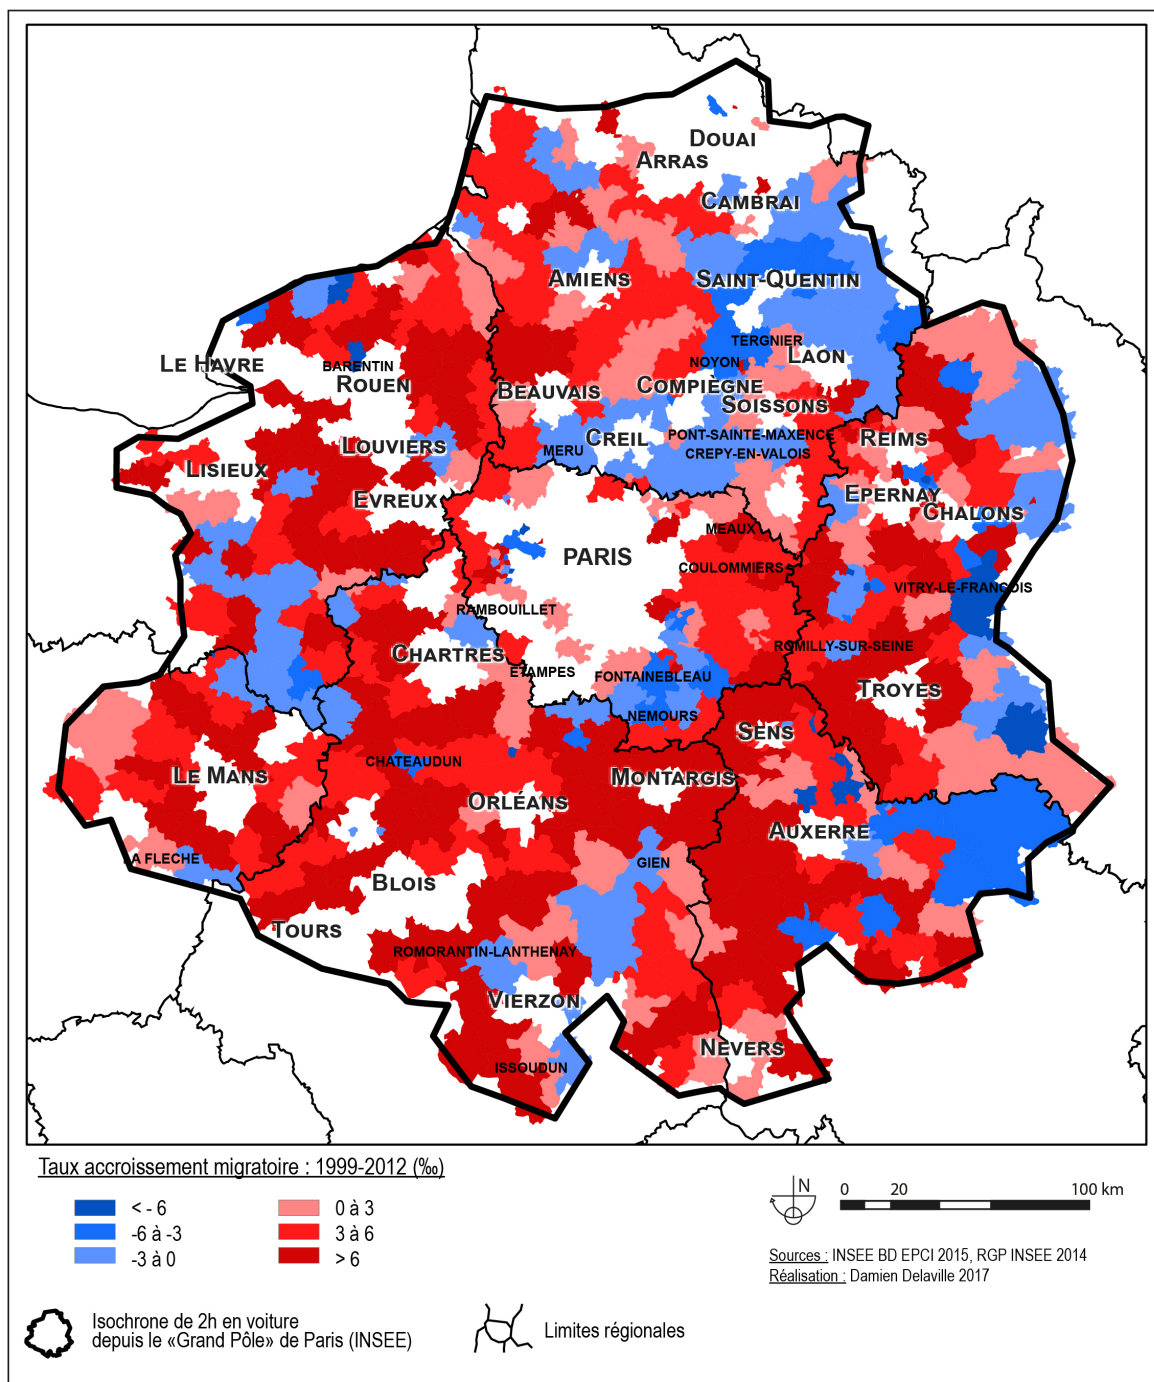 DOUAI
ARRAS
CAMBRAI
AMIENS
SAINT-QUENTIN
TERGNIER
NOYON
LAON
LE HAVRE
BARENTIN
ROUEN
BEAUVAIS
COMPIÈGNE
SOISSONS
LOUVIERS
CREIL
PONT-SAINTE-MAXENCE
MERU
CREPY-EN-VALOIS
REIMS
LISIEUX
EVREUX
EPERNAY
CHALONS
MEAUX
PARIS
COULOMMIERS
VITRY-LE-FRANCOIS
RAMBOUILLET
CHARTRES
ROMILLY-SUR-SEINE
ETAMPES
FONTAINEBLEAU
TROYES
NEMOURS
SENS
CHATEAUDUN
LE MANS
MONTARGIS
ORLÉANS
AUXERRE
LA FLECHE
GIEN
BLOIS
TOURS
ROMORANTIN-LANTHENAY
VIERZON
NEVERS
ISSOUDUN
Taux accroissement migratoire : 1999-2012 (‰)
< - 6
-6 à -3
-3 à 0
0 à 3
3 à 6
> 6
N
0 20 100 km
Sources : INSEE BD EPCI 2015, RGP INSEE 2014
Réalisation : Damien Delaville 2017
Isochrone de 2h en voiture
depuis le «Grand Pôle» de Paris (INSEE)
Limites régionales